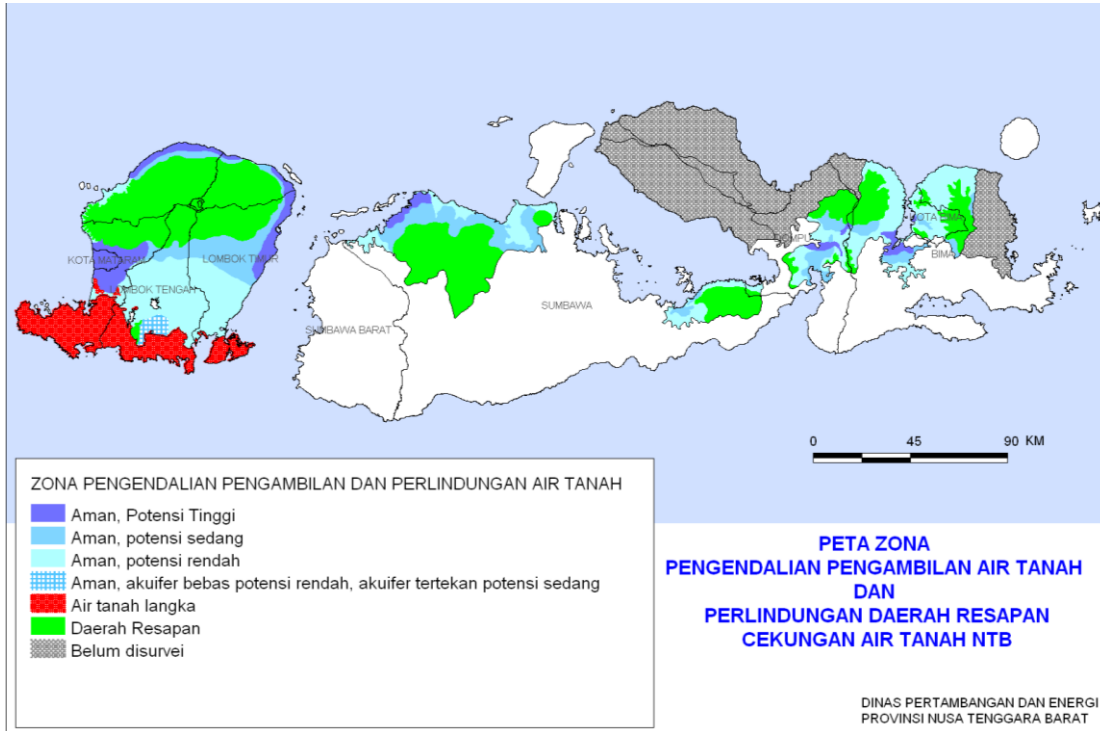 KOTA MATARAM
LOMBOK TIMUR
LOMBOK TENGAH
SUMBAWA BARAT
SUMBAWA
KOTA BIMA
BIMA
0 45 90 KM
ZONA PENGENDALIAN PENGAMBILAN DAN PERLINDUNGAN AIR TANAH
Aman, Potensi Tinggi
Aman, potensi sedang
Aman, potensi rendah
Aman, akuifer bebas potensi rendah, akuifer tertekan potensi sedang
Air tanah langka
Daerah Resapan
Belum disurvei
PETA ZONA
PENGENDALIAN PENGAMBILAN AIR TANAH
DAN
PERLINDUNGAN DAERAH RESAPAN
CEKUNGAN AIR TANAH NTB
DINAS PERTAMBANGAN DAN ENERGI
PROVINSI NUSA TENGGARA BARAT